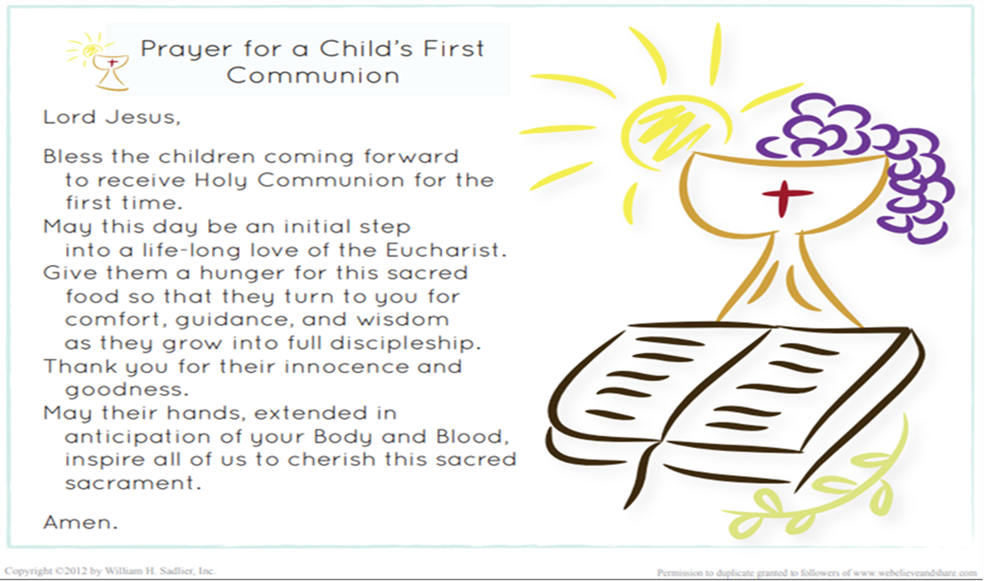 Prayer for a Child's First
Communion
Lord Jesus,
Bless the children coming forward
to receive Holy Communion for the
first time.
May this day be an initial step
into a life-long love of the Eucharist.
Give them a hunger for this sacred
food so that they turn to you for
comfort, guidance, and wisdom
as they grow into full discipleship.
Thank you for their innocence and
goodness.
May their hands, extended in
anticipation of your Body and Blood,
inspire all of us to cherish this sacred
sacrament.
Amen.
Copyright ©2012 by William H. Sadlier, Inc.
Permission to duplicate granted to followers of www.webelieveandshare.com